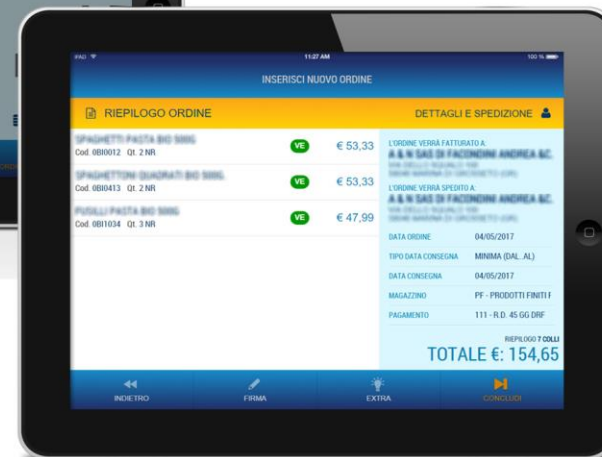 IPAD
11:27 AM
100 %
INSERISCI NUOVO ORDINE
RIEPILOGO ORDINE
DETTAGLI E SPEDIZIONE
SPAGHETTI PASTA BIO 500G
VE
€ 53,33
Cod. 0BI0012 Qt. 2 NR
SPAGHETTONI QUADRATI BIO 500G.
VE
€ 53,33
Cod. 0BI0413 Qt. 2 NR
FUSILLI PASTA BIO 500G
VE
€ 47,99
Cod. 0BI1034 Qt. 3 NR
L'ORDINE VERRÀ FATTURATO A:
A & N SAS DI FACONDINI ANDREA &C.
L'ORDINE VERRÀ SPEDITO A:
A & N SAS DI FACONDINI ANDREA &C.
DATA ORDINE 04/05/2017
TIPO DATA CONSEGNA MINIMA (DAL..AL)
DATA CONSEGNA 04/05/2017
MAGAZZINO PF - PRODOTTI FINITI F
PAGAMENTO 111 - R.D. 45 GG DRF
RIEPILOGO 7 COLLI
TOTALE €: 154,65
INDIETRO
FIRMA
EXTRA
CONCLUDI